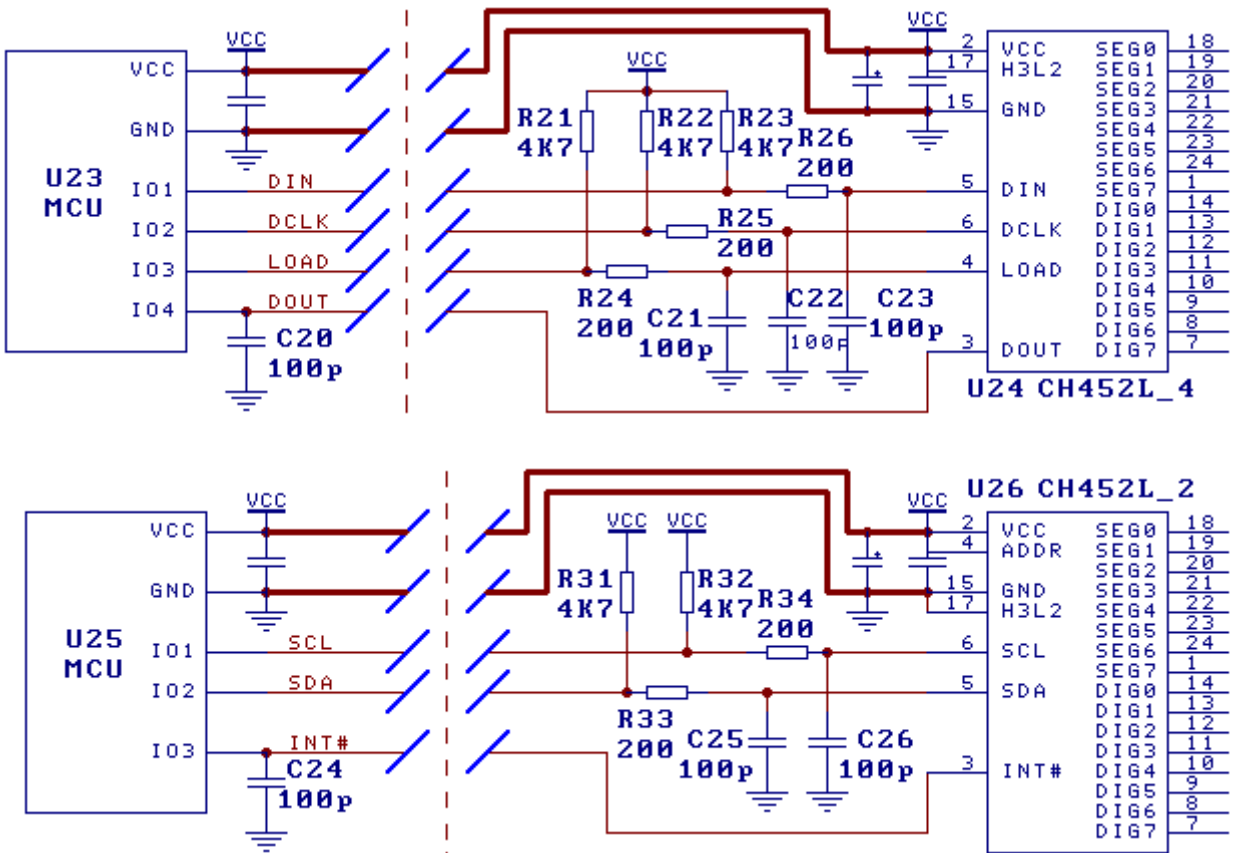 VCC
VCC
GND
U23
MCU
IO1
DIN
IO2
DCLK
IO3
LOAD
IO4
DOUT
C20
100p
VCC
R21
4K7
R22
4K7
R23
4K7
R26
200
R25
200
R24
200
C21
100p
C22
100p
C23
100p
VCC
2 VCC
17 H3L2
15 GND
5 DIN
6 DCLK
4 LOAD
3 DOUT
SEG0 18
SEG1 19
SEG2 20
SEG3 21
SEG4 22
SEG5 23
SEG6 24
SEG7 1
DIG0 14
DIG1 13
DIG2 12
DIG3 11
DIG4 10
DIG5 9
DIG6 8
DIG7 7
U24 CH452L_4
VCC
VCC
GND
U25
MCU
IO1
SCL
IO2
SDA
IO3
INT#
C24
100p
VCC
VCC
R31
4K7
R32
4K7
R34
200
R33
200
C25
100p
C26
100p
U26 CH452L_2
VCC
2 VCC
4 ADDR
15 GND
17 H3L2
6 SCL
5 SDA
3 INT#
SEG0 18
SEG1 19
SEG2 20
SEG3 21
SEG4 22
SEG5 23
SEG6 24
SEG7 1
DIG0 14
DIG1 13
DIG2 12
DIG3 11
DIG4 10
DIG5 9
DIG6 8
DIG7 7